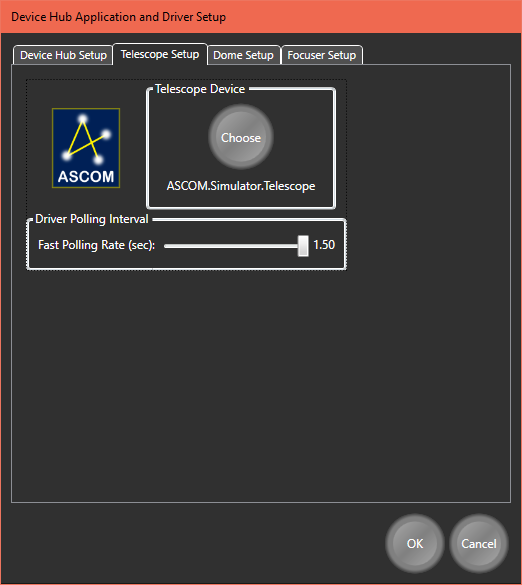 Device Hub Application and Driver Setup
Device Hub Setup
Telescope Setup
Dome Setup
Focuser Setup
ASCOM
Telescope Device
Choose
ASCOM.Simulator.Telescope
Driver Polling Interval
Fast Polling Rate (sec): 1.50
OK
Cancel